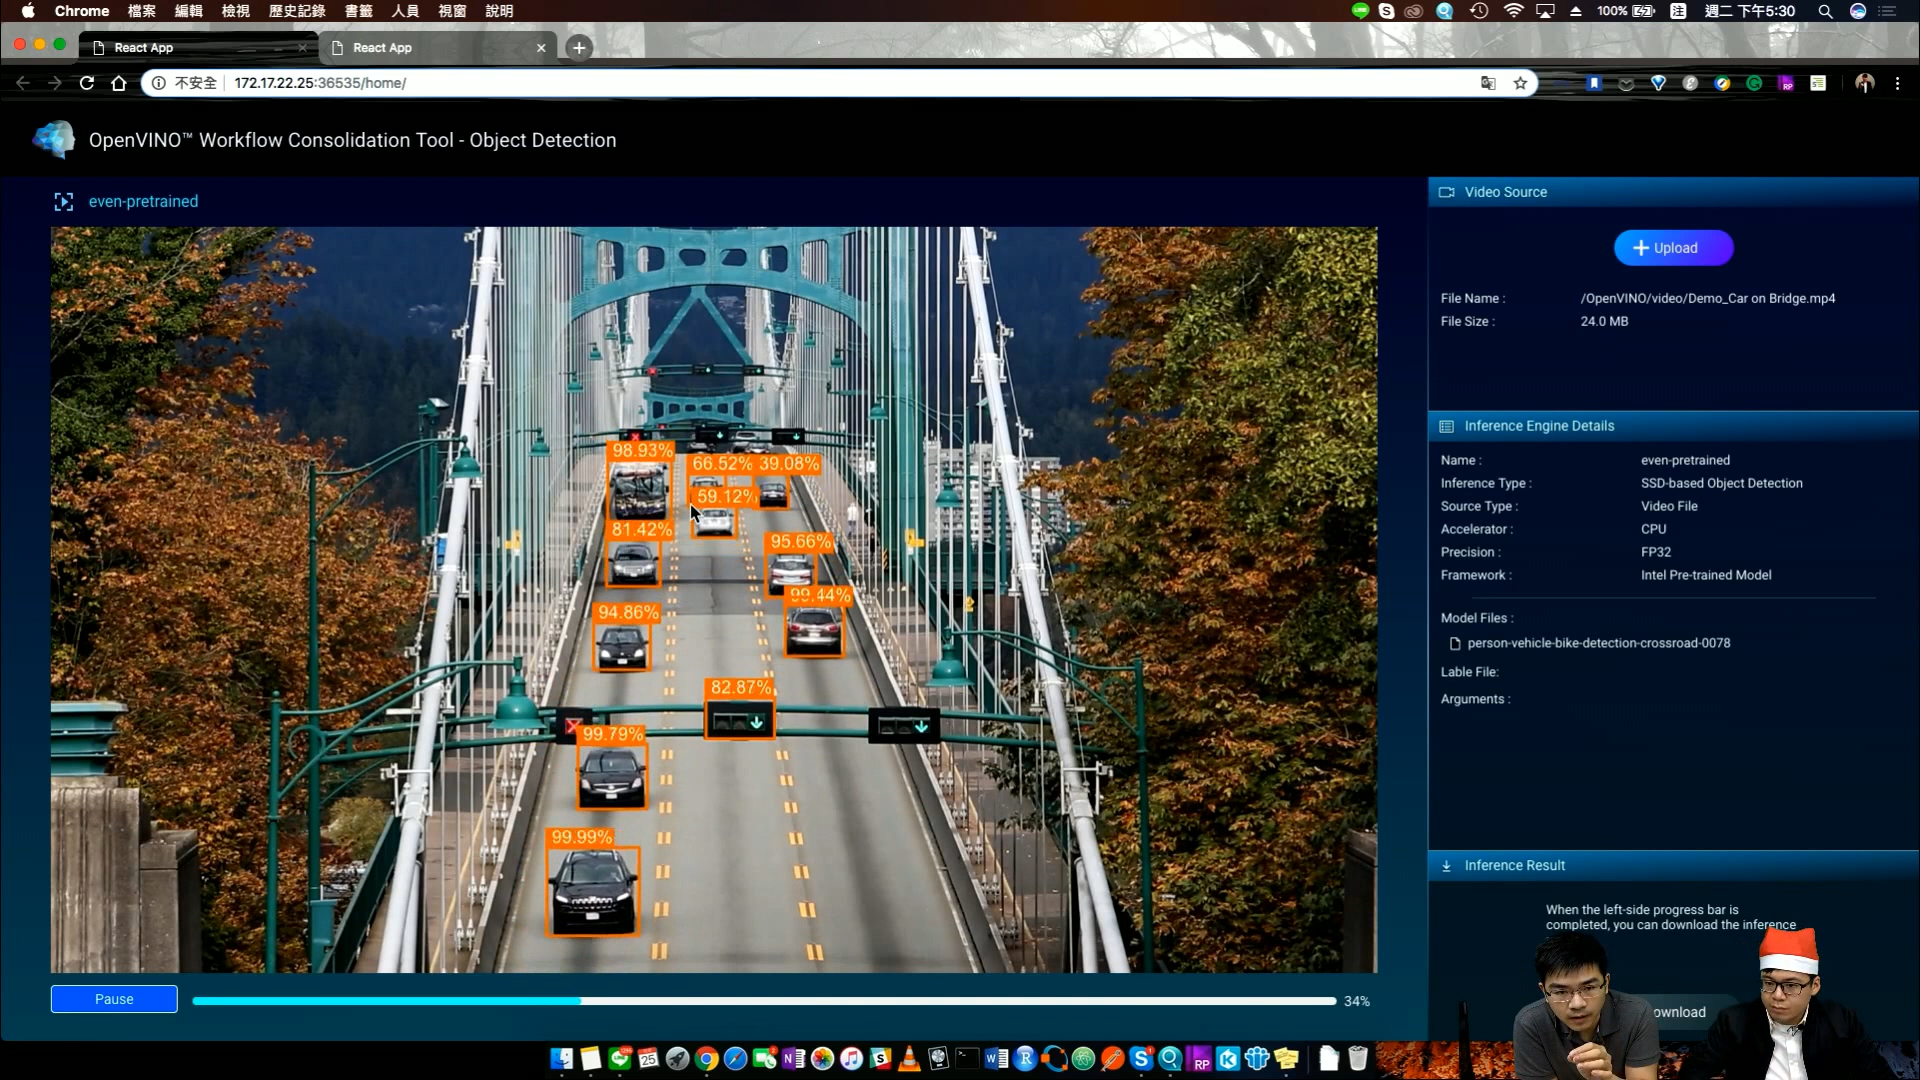 Chrome 檔案 編輯 檢視 歷史記錄 書籤 人員 視窗 說明 100% 注 週二 下午5:30
React App React App
不安全 172.17.22.25:36535/home/
OpenVINO™ Workflow Consolidation Tool - Object Detection
even-pretrained
98.93%
66.52% 39.08%
59.12%
81.42%
95.66%
99.44%
94.86%
82.87%
99.79%
99.99%
Pause 34%
Video Source
Upload
File Name : /OpenVINO/video/Demo_Car on Bridge.mp4
File Size : 24.0 MB
Inference Engine Details
Name : even-pretrained
Inference Type : SSD-based Object Detection
Source Type : Video File
Accelerator : CPU
Precision : FP32
Framework : Intel Pre-trained Model
Model Files :
person-vehicle-bike-detection-crossroad-0078
Lable File:
Arguments :
Inference Result
When the left-side progress bar is
completed, you can download the inference
ownload